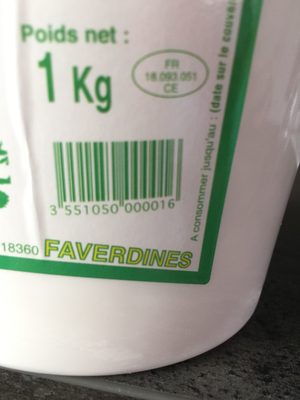 Poids net :
1 Kg
FR
18.093.051
CE
A consommer jusqu'au : (date sur le couve
3 551050 000016
18360 FAVERDINES